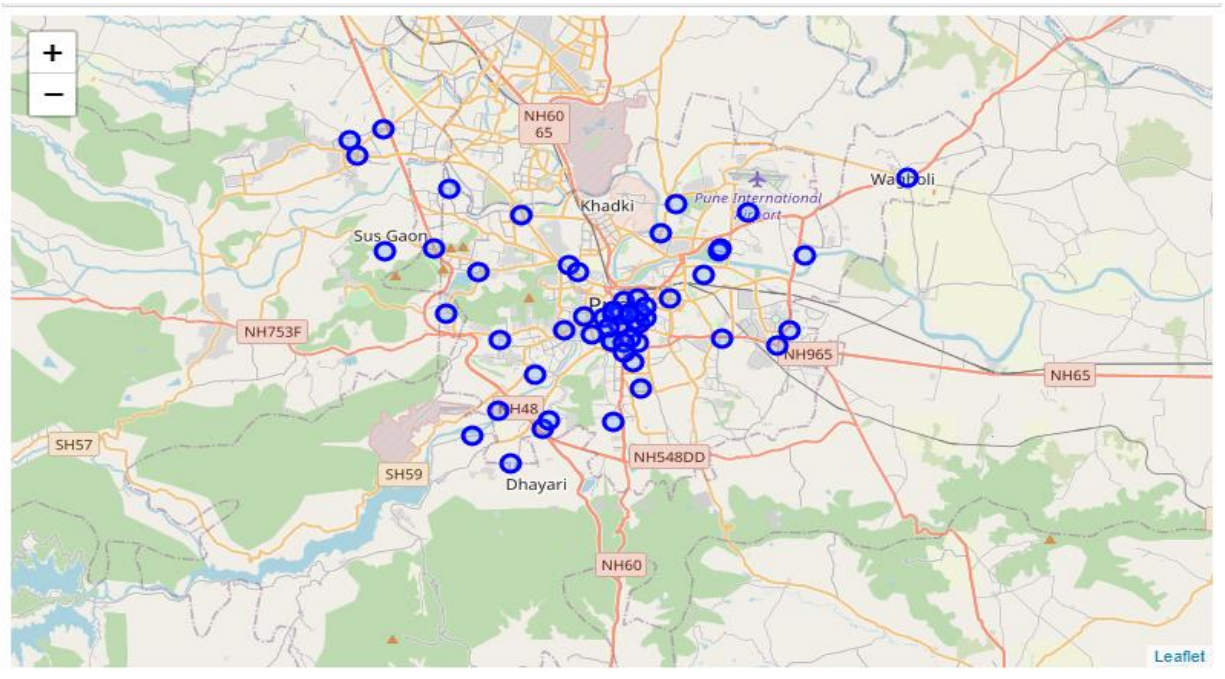 +
−
NH60
65
Wagholi
Pune International
Airport
Khadki
Sus Gaon
NH753F
NH965
NH65
NH48
SH57
NH548DD
SH59
Dhayari
NH60
Leaflet